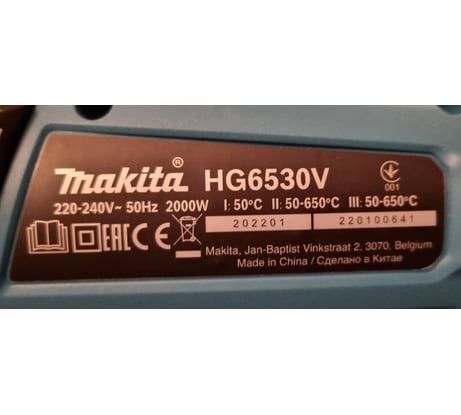 makita® HG6530V
001
220-240V~ 50Hz 2000W I: 50°C II: 50-650°C III: 50-650°C
202201 220100641
EAC CE
Makita, Jan-Baptist Vinkstraat 2, 3070, Belgium
Made in China / Сделано в Китае